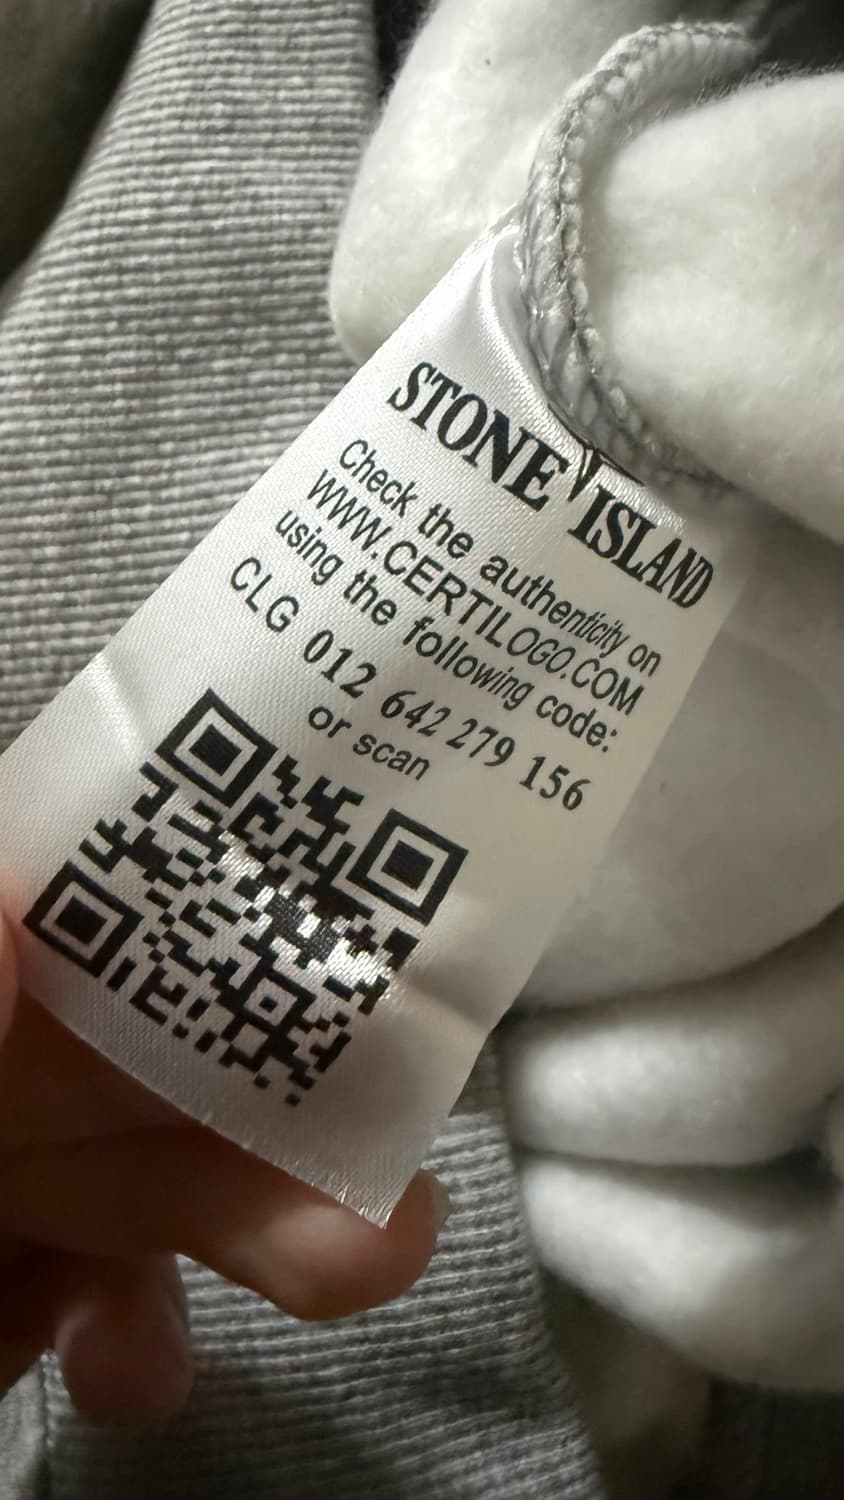 STONE ISLAND
Check the authenticity on
WWW.CERTILOGO.COM
using the following code:
CLG 012 642 279 156
or scan